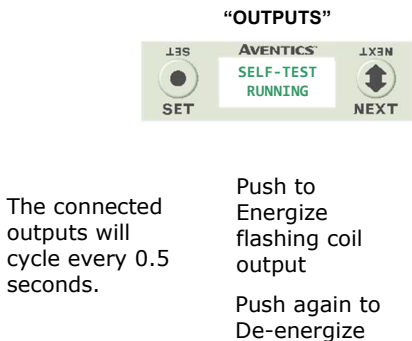 “OUTPUTS”
SET
AVENTICS
NEXT
SELF-TEST
RUNNING
SET
NEXT
The connected
outputs will
cycle every 0.5
seconds.
Push to
Energize
flashing coil
output
Push again to
De-energize